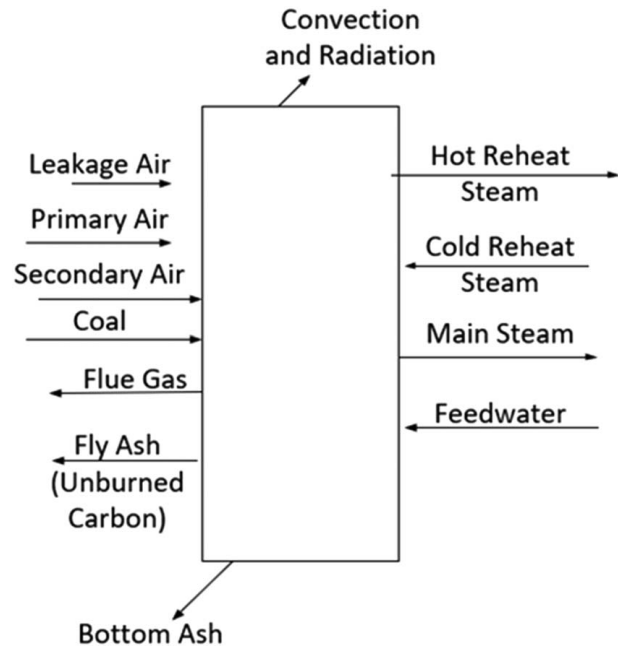 Convection
and Radiation
Leakage Air
Primary Air
Secondary Air
Coal
Flue Gas
Fly Ash
(Unburned
Carbon)
Bottom Ash
Hot Reheat
Steam
Cold Reheat
Steam
Main Steam
Feedwater